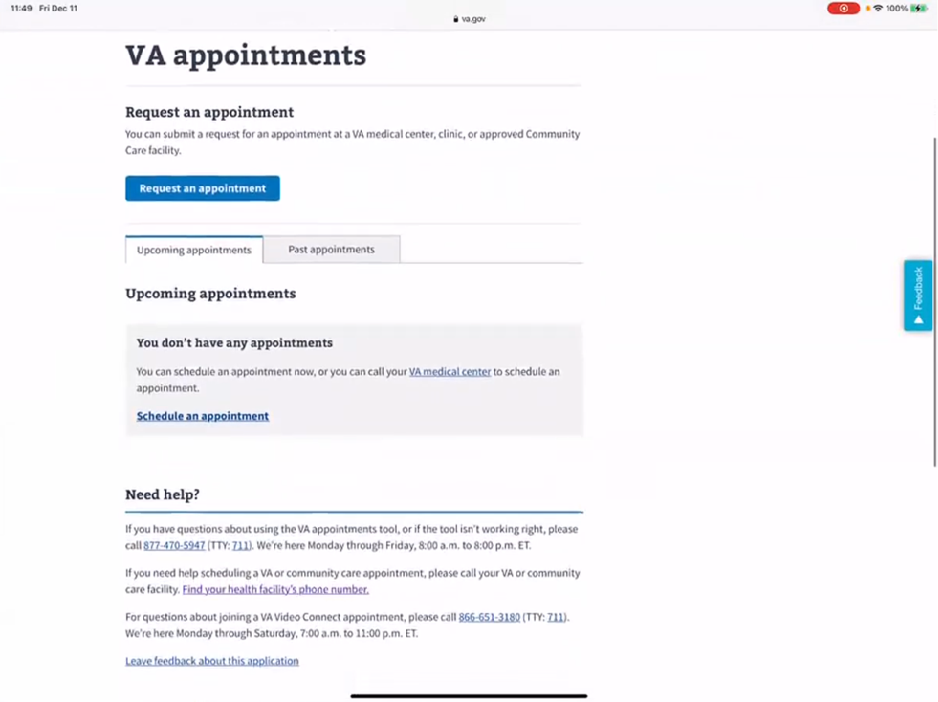 11:49 Fri Dec 11
va.gov
100%
VA appointments
Request an appointment
You can submit a request for an appointment at a VA medical center, clinic, or approved Community
Care facility.
Request an appointment
Upcoming appointments
Past appointments
Upcoming appointments
Feedback
You don't have any appointments
You can schedule an appointment now, or you can call your VA medical center to schedule an
appointment.
Schedule an appointment
Need help?
If you have questions about using the VA appointments tool, or if the tool isn't working right, please
call 877-470-5947 (TTY: 711). We're here Monday through Friday, 8:00 a.m. to 8:00 p.m. ET.
If you need help scheduling a VA or community care appointment, please call your VA or community
care facility. Find your health facility's phone number.
For questions about joining a VA Video Connect appointment, please call 866-651-3180 (TTY: 711).
We're here Monday through Saturday, 7:00 a.m. to 11:00 p.m. ET.
Leave feedback about this application